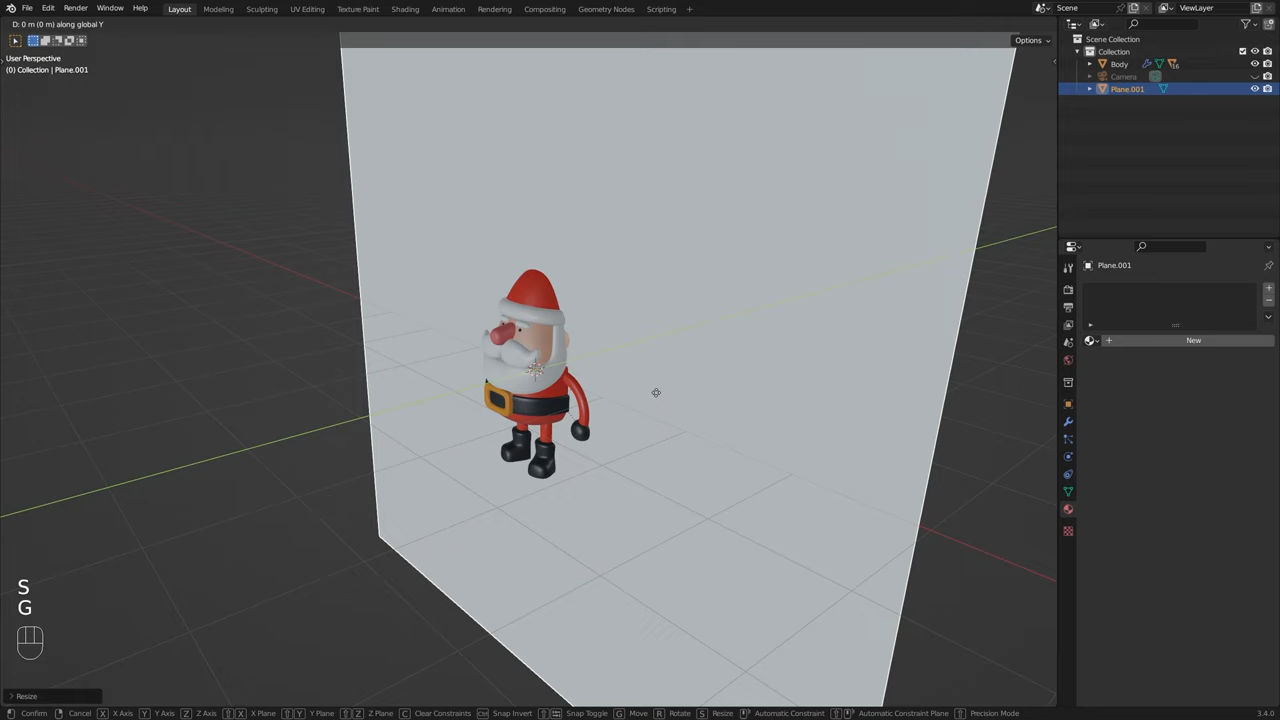 File Edit Render Window Help Layout Modeling Sculpting UV Editing Texture Paint Shading Animation Rendering Compositing Geometry Nodes Scripting + Scene ViewLayer
D: 0 m (0 m) along global Y
Options
User Perspective
(0) Collection | Plane.001
Scene Collection
Collection
Body 16
Camera
Plane.001
Plane.001
+ New
S
G
> Resize
Confirm Cancel X X Axis Y Y Axis Z Z Axis X X Plane Y Y Plane Z Z Plane C Clear Constraints Snap Invert Snap Toggle G Move R Rotate S Resize Automatic Constraint Automatic Constraint Plane Precision Mode 3.4.0